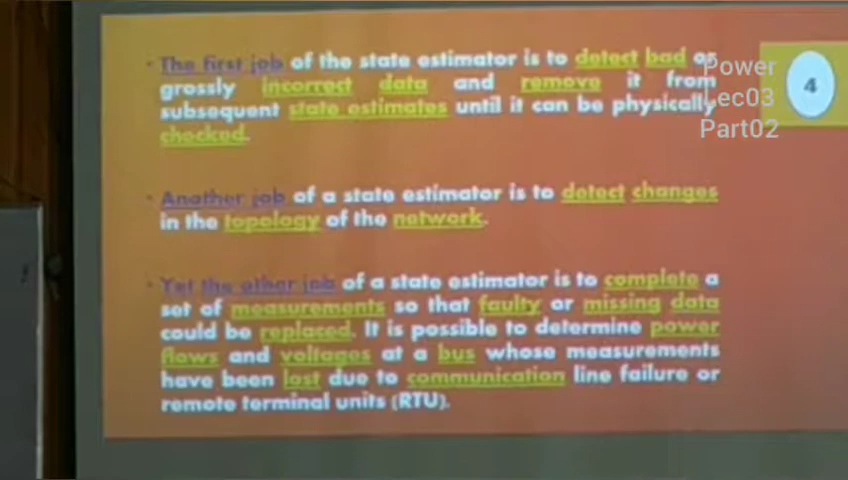 • The first job of the state estimator is to detect bad or
grossly incorrect data and remove it from
subsequent state estimates until it can be physically
checked.
• Another job of a state estimator is to detect changes
in the topology of the network.
• Yet the other job of a state estimator is to complete a
set of measurements so that faulty or missing data
could be replaced. It is possible to determine power
flows and voltages at a bus whose measurements
have been lost due to communication line failure or
remote terminal units (RTU).
4
Power
Lec03
Part02